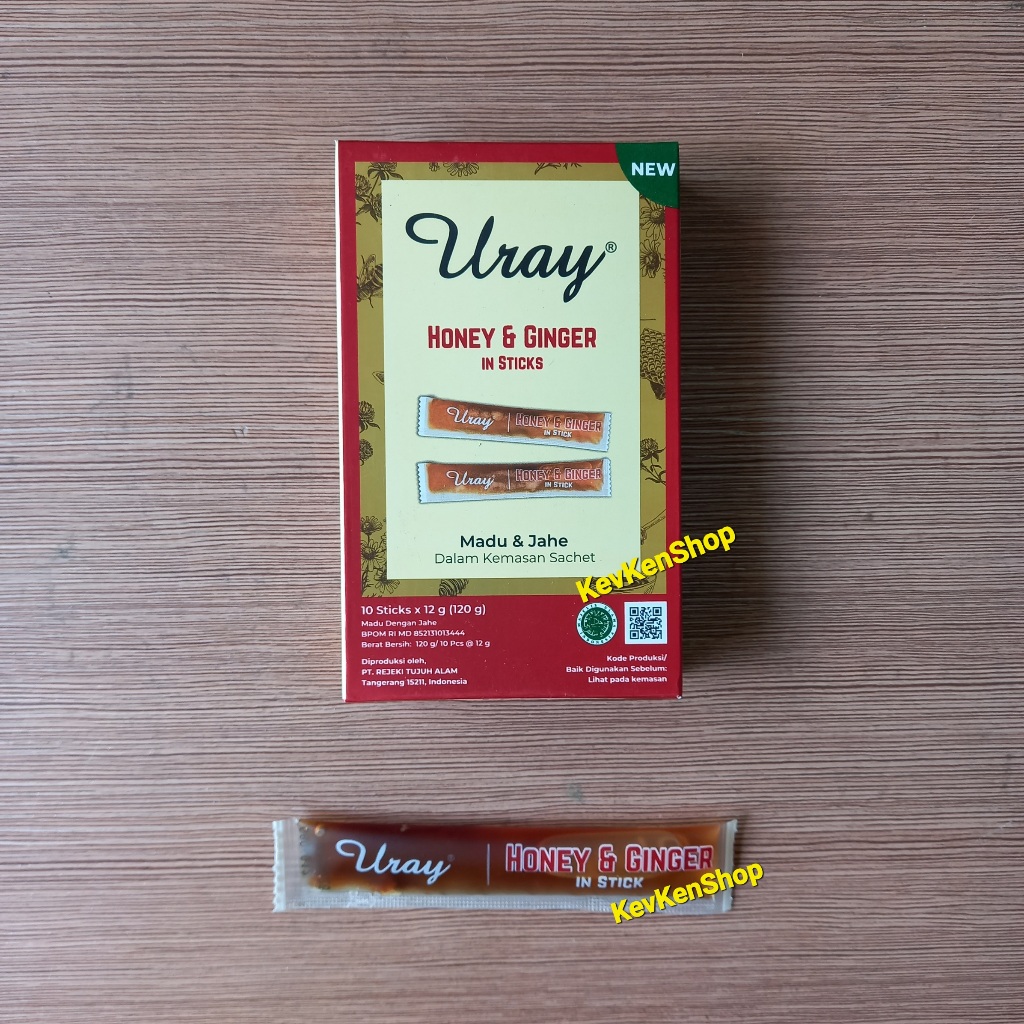 NEW
Uray®
HONEY & GINGER
IN STICKS
Uray | HONEY & GINGER
IN STICK
Uray | HONEY & GINGER
IN STICK
Madu & Jahe
Dalam Kemasan Sachet
KevKenShop
10 Sticks x 12 g (120 g)
Madu Dengan Jahe
BPOM RI MD 852131013444
Berat Bersih: 120 g/ 10 Pcs @ 12 g
Diproduksi oleh,
PT. REJEKI TUJUH ALAM
Tangerang 15211, Indonesia
Kode Produksi/
Baik Digunakan Sebelum:
Lihat pada kemasan
Uray | HONEY & GINGER
IN STICK
KevKenShop